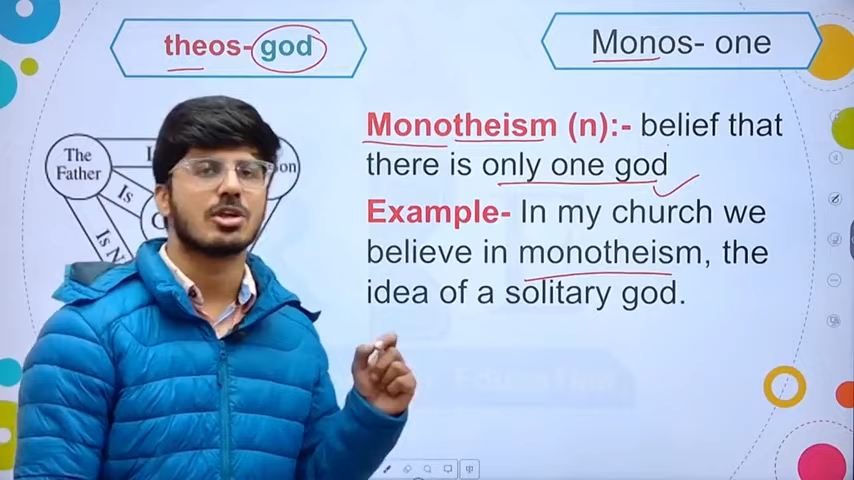 theos-god
Monos- one
Monotheism (n):- belief that
there is only one god
Example- In my church we
believe in monotheism, the
idea of a solitary god.
The
Father
Is
Is